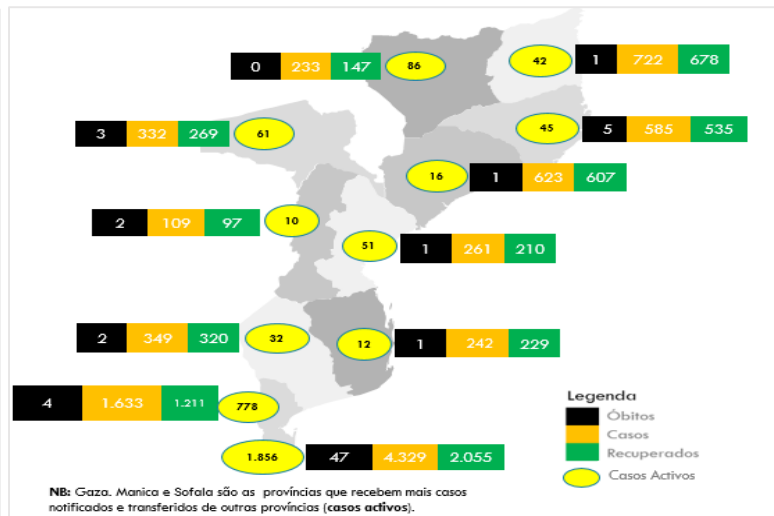 0 233 147 86
42 1 722 678
3 332 269 61
45 5 585 535
16 1 623 607
2 109 97 10
51 1 261 210
2 349 320 32
12 1 242 229
4 1.633 1.211 778
1.856 47 4.329 2.055
Legenda
Óbitos
Casos
Recuperados
Casos Activos
NB: Gaza. Manica e Sofala são as províncias que recebem mais casos
notificados e transferidos de outras províncias (casos activos).